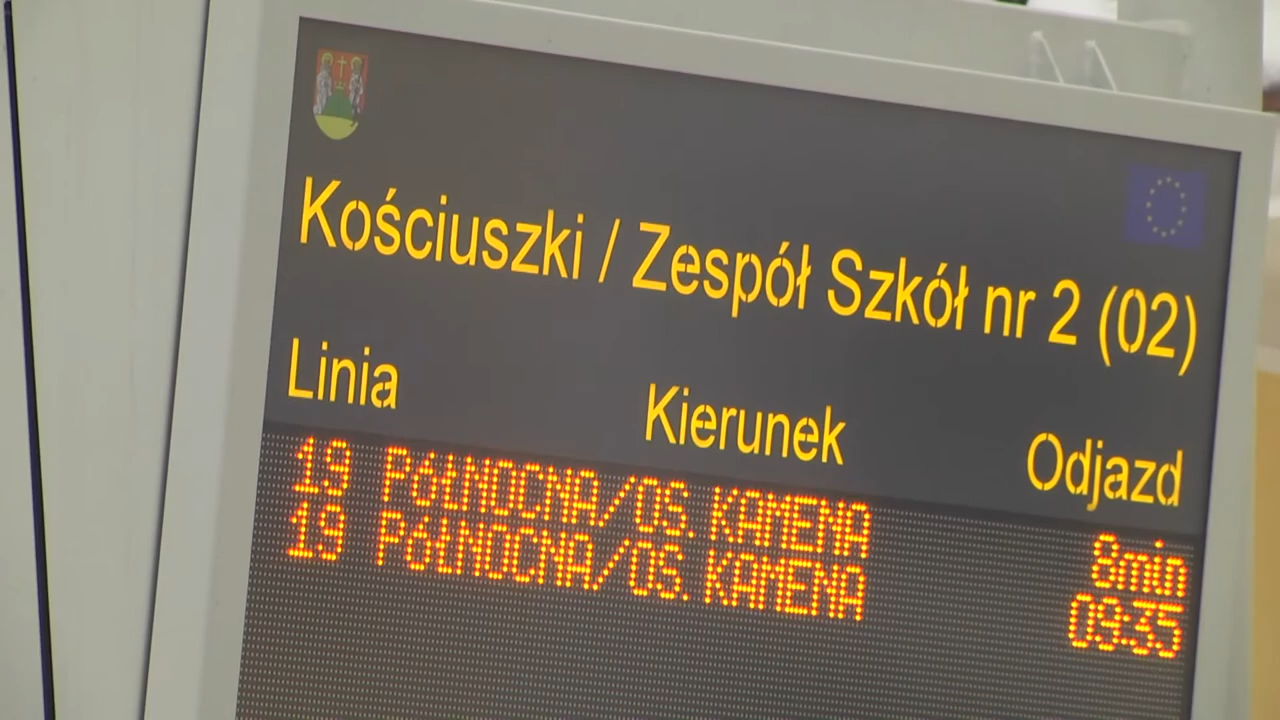 Kościuszki / Zespół Szkół nr 2 (02)
Linia Kierunek Odjazd
19 PÓŁNOCNA/OS. KAMENA 8min
19 PÓŁNOCNA/OS. KAMENA 09:35